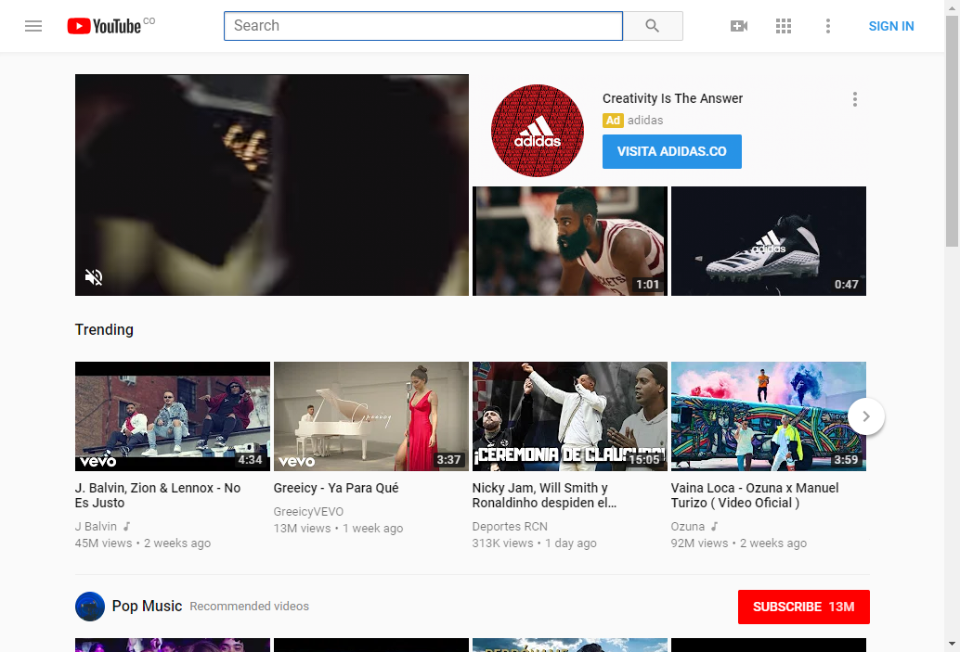 YouTube CO
Search
SIGN IN
Creativity Is The Answer
Ad adidas
VISITA ADIDAS.CO
adidas
adidas
1:01
0:47
Trending
vevo
4:34
Greeicy
vevo
3:37
¡CEREMONIA DE CLAUSURA!
15:05
3:59
J. Balvin, Zion & Lennox - No
Es Justo
J Balvin
45M views • 2 weeks ago
Greeicy - Ya Para Qué
GreeicyVEVO
13M views • 1 week ago
Nicky Jam, Will Smith y
Ronaldinho despiden el...
Deportes RCN
313K views • 1 day ago
Vaina Loca - Ozuna x Manuel
Turizo ( Video Oficial )
Ozuna
92M views • 2 weeks ago
Pop Music Recommended videos
SUBSCRIBE 13M